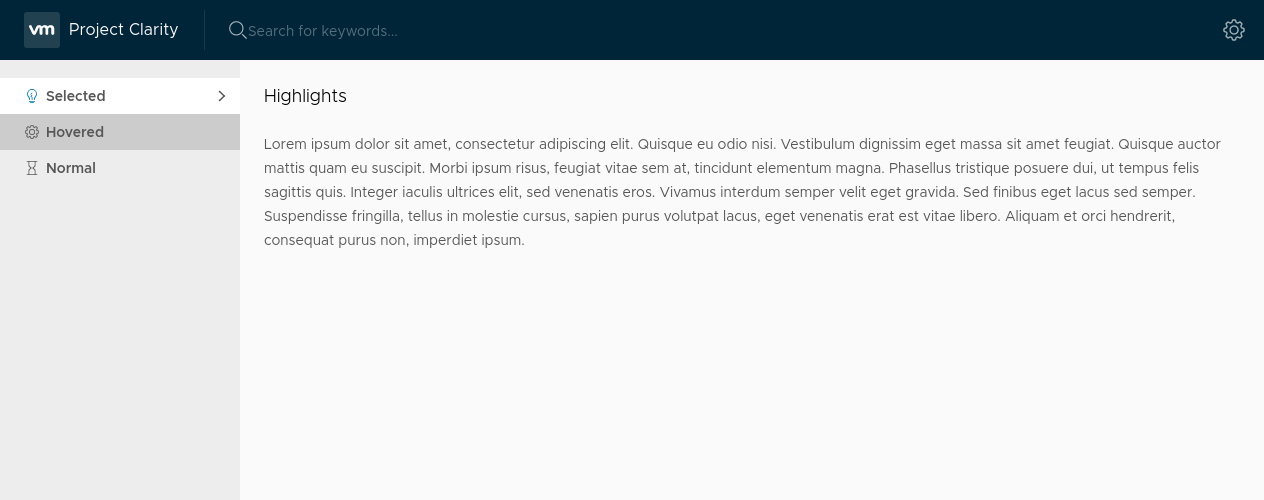 vm Project Clarity Search for keywords...
Selected
Hovered
Normal
Highlights
Lorem ipsum dolor sit amet, consectetur adipiscing elit. Quisque eu odio nisi. Vestibulum dignissim eget massa sit amet feugiat. Quisque auctor
mattis quam eu suscipit. Morbi ipsum risus, feugiat vitae sem at, tincidunt elementum magna. Phasellus tristique posuere dui, ut tempus felis
sagittis quis. Integer iaculis ultrices elit, sed venenatis eros. Vivamus interdum semper velit eget gravida. Sed finibus eget lacus sed semper.
Suspendisse fringilla, tellus in molestie cursus, sapien purus volutpat lacus, eget venenatis erat est vitae libero. Aliquam et orci hendrerit,
consequat purus non, imperdiet ipsum.